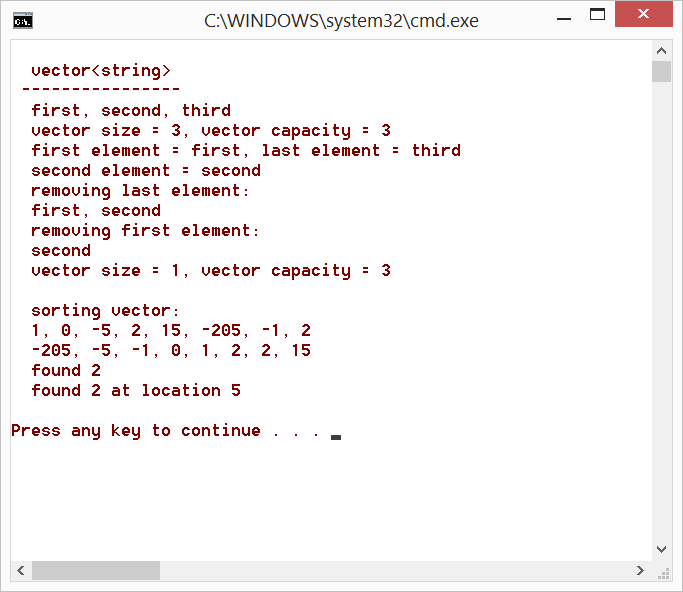 C:\WINDOWS\system32\cmd.exe
vector<string>
----------------
first, second, third
vector size = 3, vector capacity = 3
first element = first, last element = third
second element = second
removing last element:
first, second
removing first element:
second
vector size = 1, vector capacity = 3
sorting vector:
1, 0, -5, 2, 15, -205, -1, 2
-205, -5, -1, 0, 1, 2, 2, 15
found 2
found 2 at location 5
Press any key to continue . . .